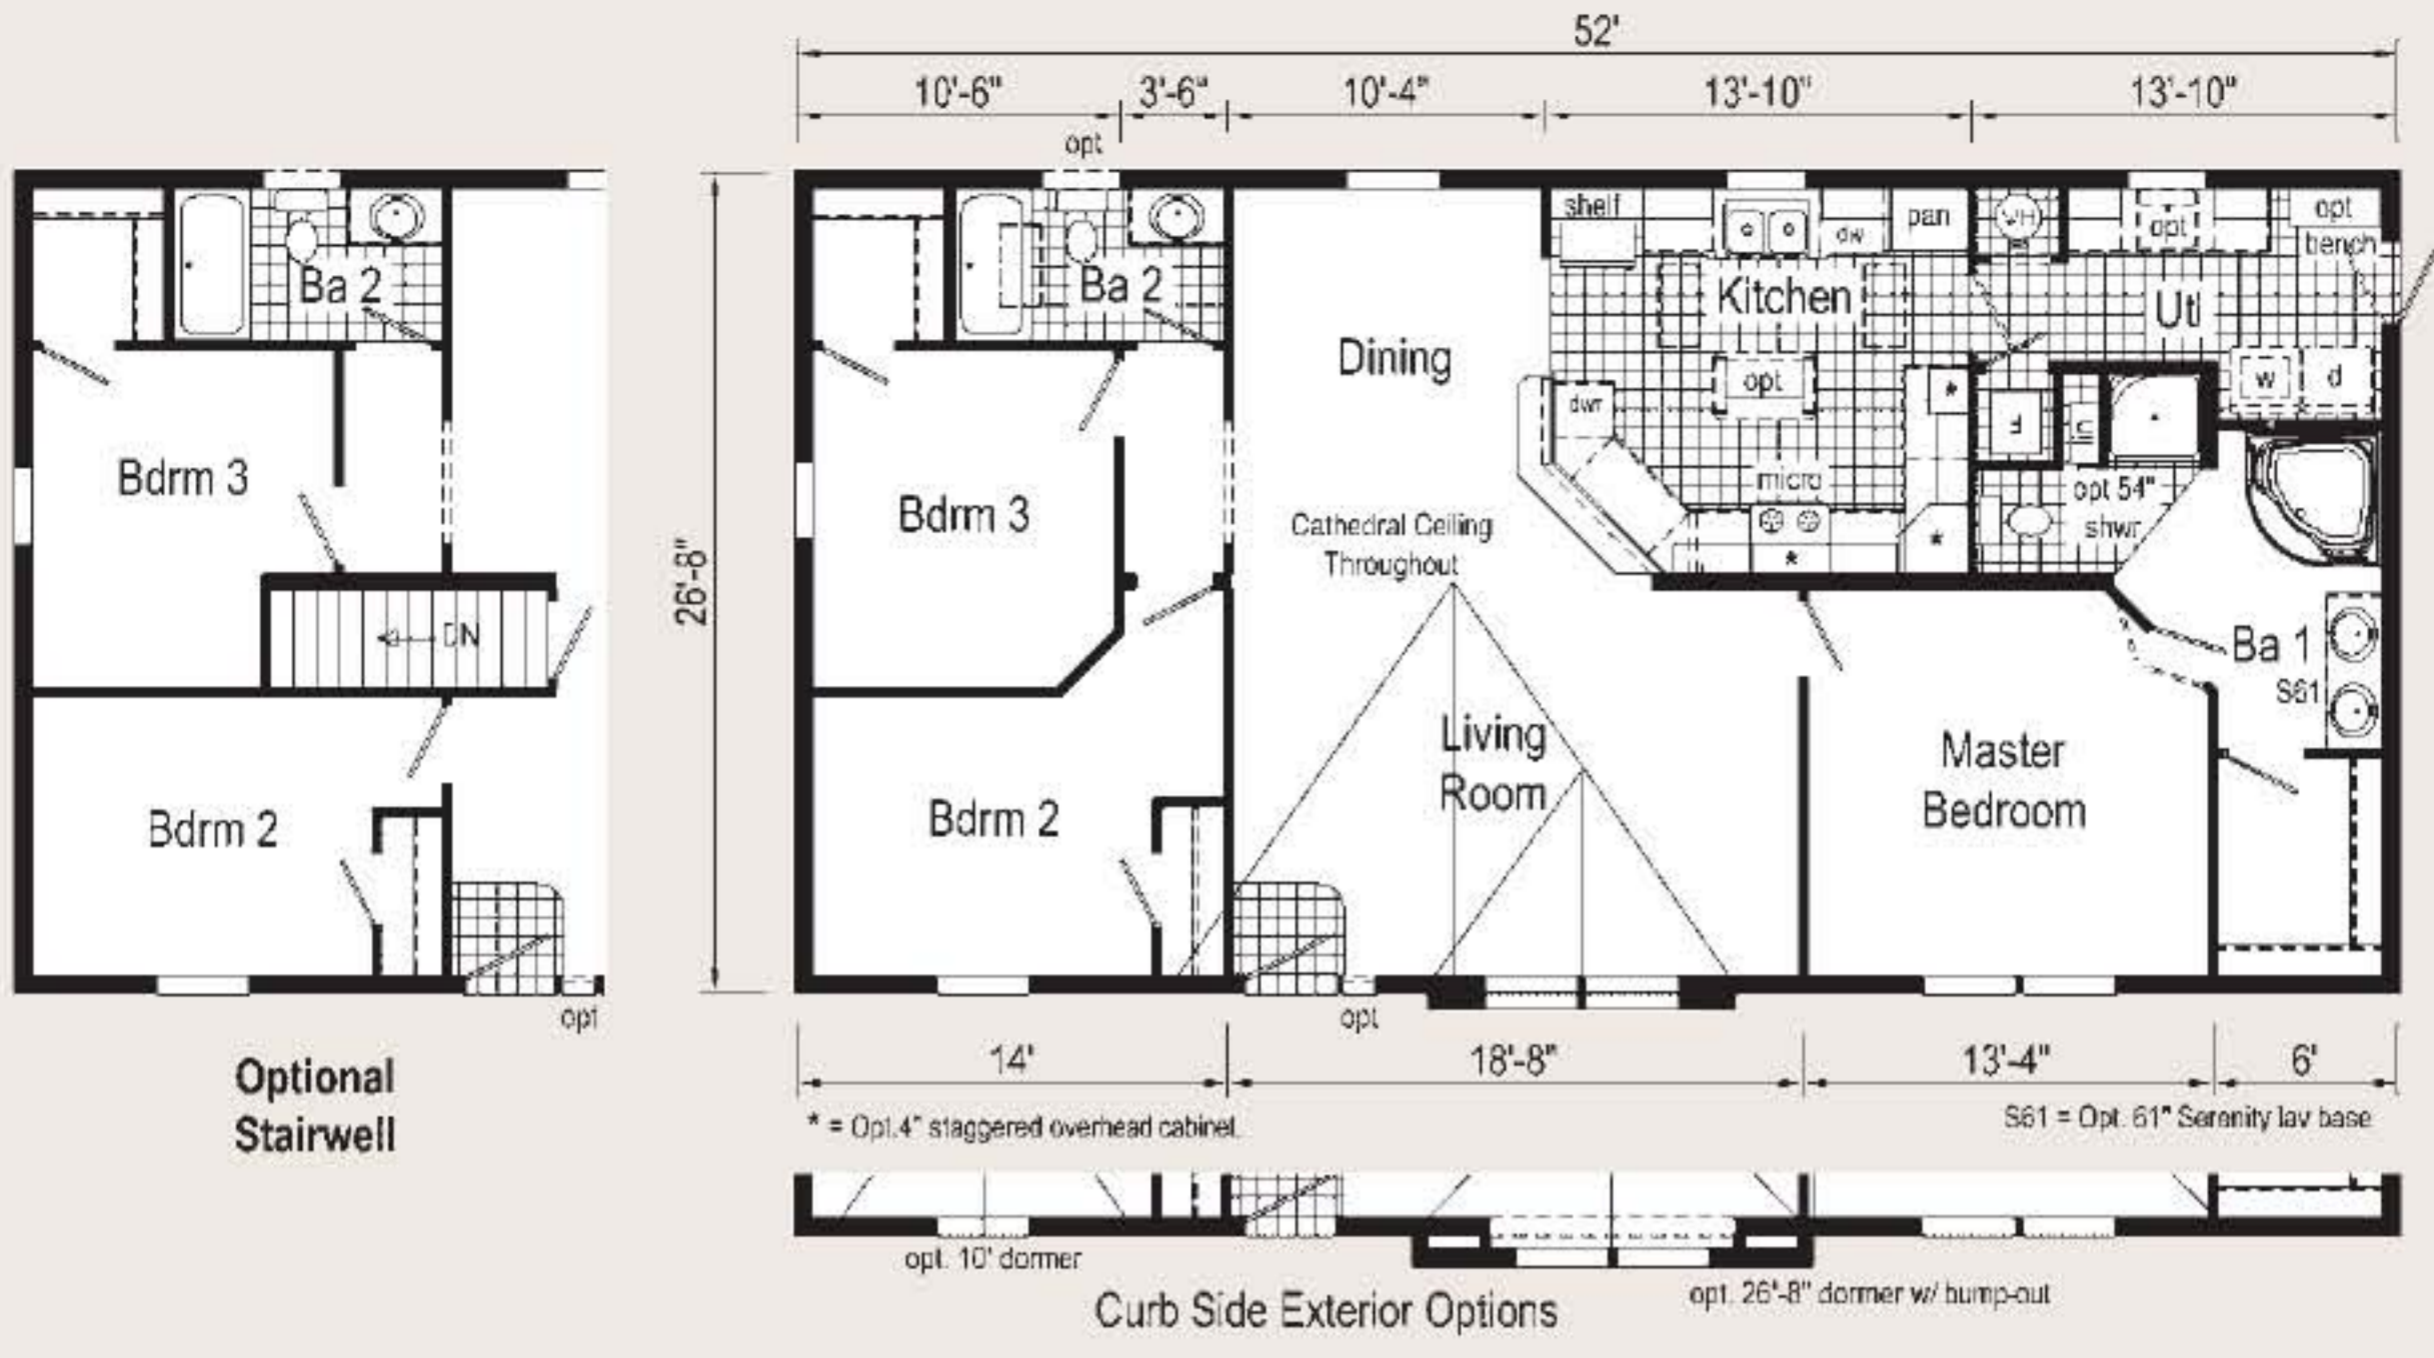 52'
10'-6" 3'-6" 10'-4" 13'-10" 13'-10"
opt
Ba 2
Bdrm 3
DN
Bdrm 2
opt
Optional
Stairwell
26'-8"
Ba 2
Bdrm 3
Bdrm 2
Dining
Cathedral Ceiling
Throughout
Living
Room
opt
shelf
dw
pan
Kitchen
opt
dwr
*
micro
*
*
WH
opt
opt
bench
Utl
w d
F
lin
opt 54"
shwr
Ba 1
S61
Master
Bedroom
14' 18'-8" 13'-4" 6'
* = Opt.4" staggered overhead cabinet.
S61 = Opt. 61" Serenity lav base
opt. 10' dormer
opt. 26'-8" dormer w/ bump-out
Curb Side Exterior Options